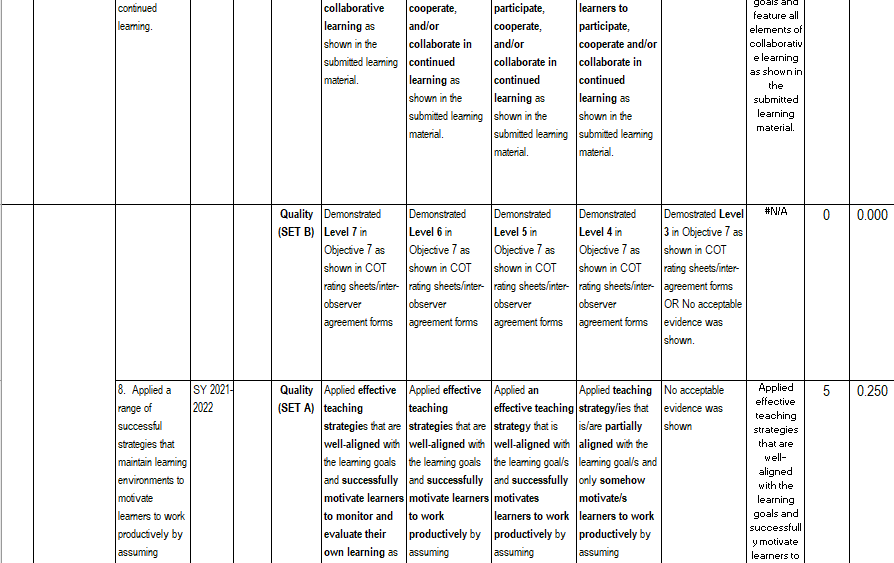 continued
learning.
collaborative
learning as
shown in the
submitted learning
material.
cooperate,
and/or
collaborate in
continued
learning as
shown in the
submitted learning
material.
participate,
cooperate,
and/or
collaborate in
continued
learning as
shown in the
submitted learning
material.
learners to
participate,
cooperate and/or
collaborate in
continued
learning as
shown in the
submitted learning
material.
goals and
feature all
elements of
collaborativ
e learning
as shown in
the
submitted
learning
material.
Quality
(SET B)
Demonstrated
Level 7 in
Objective 7 as
shown in COT
rating sheets/inter-
observer
agreement forms
Demonstrated
Level 6 in
Objective 7 as
shown in COT
rating sheets/inter-
observer
agreement forms
Demonstrated
Level 5 in
Objective 7 as
shown in COT
rating sheets/inter-
observer
agreement forms
Demonstrated
Level 4 in
Objective 7 as
shown in COT
rating sheets/inter-
observer
agreement forms
Demostrated Level
3 in Objective 7 as
shown in COT
rating sheets/inter-
agreement forms
OR No acceptable
evidence was
shown.
#N/A
0
0.000
8. Applied a
range of
successful
strategies that
maintain learning
environments to
motivate
learners to work
productively by
assuming
SY 2021-
2022
Quality
(SET A)
Applied effective
teaching
strategies that are
well-aligned with
the learning goals
and successfully
motivate learners
to monitor and
evaluate their
own learning as
Applied effective
teaching
strategies that are
well-aligned with
the learning goals
and successfully
motivate learners
to work
productively by
assuming
Applied an
effective teaching
strategy that is
well-aligned with
the learning goal/s
and successfully
motivates
learners to work
productively by
assuming
Applied teaching
strategy/ies that
is/are partially
aligned with the
learning goal/s and
only somehow
motivate/s
learners to work
productively by
assuming
No acceptable
evidence was
shown
Applied
effective
teaching
strategies
that are
well-
aligned
with the
learning
goals and
successfull
y motivate
learners to
5
0.250